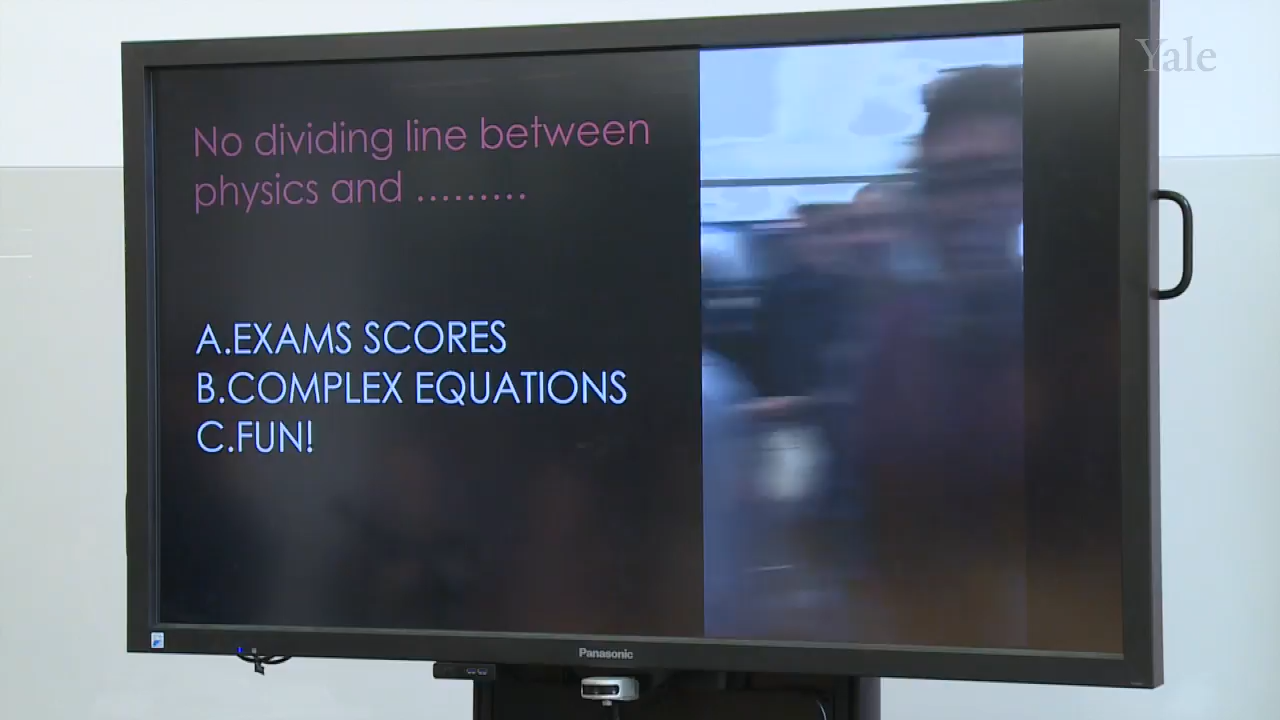 Yale
No dividing line between
physics and .........
A.EXAMS SCORES
B.COMPLEX EQUATIONS
C.FUN!
Panasonic